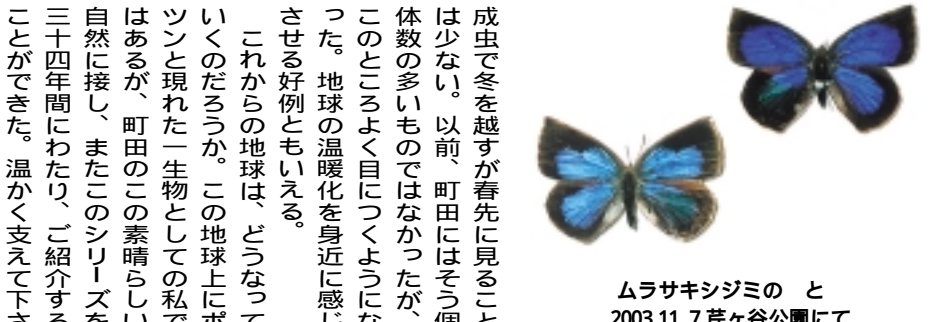 成虫で冬を越すが春先に見ること
は少ない。以前、町田にはそう個
体数の多いものではなかったが、
このところよく目につくようにな
った。地球の温暖化を身近に感じ
させる好例ともいえる。
これからの地球は、どうなって
いくのだろうか。この地球上にポ
ツンと現れた一生物としての私で
はあるが、町田のこの素晴らしい
自然に接し、またこのシリーズを
三十四年間にわたり、ご紹介する
ことができた。温かく支えて下さ
ムラサキシジミの と
2003.11.7 芹ヶ谷公園にて